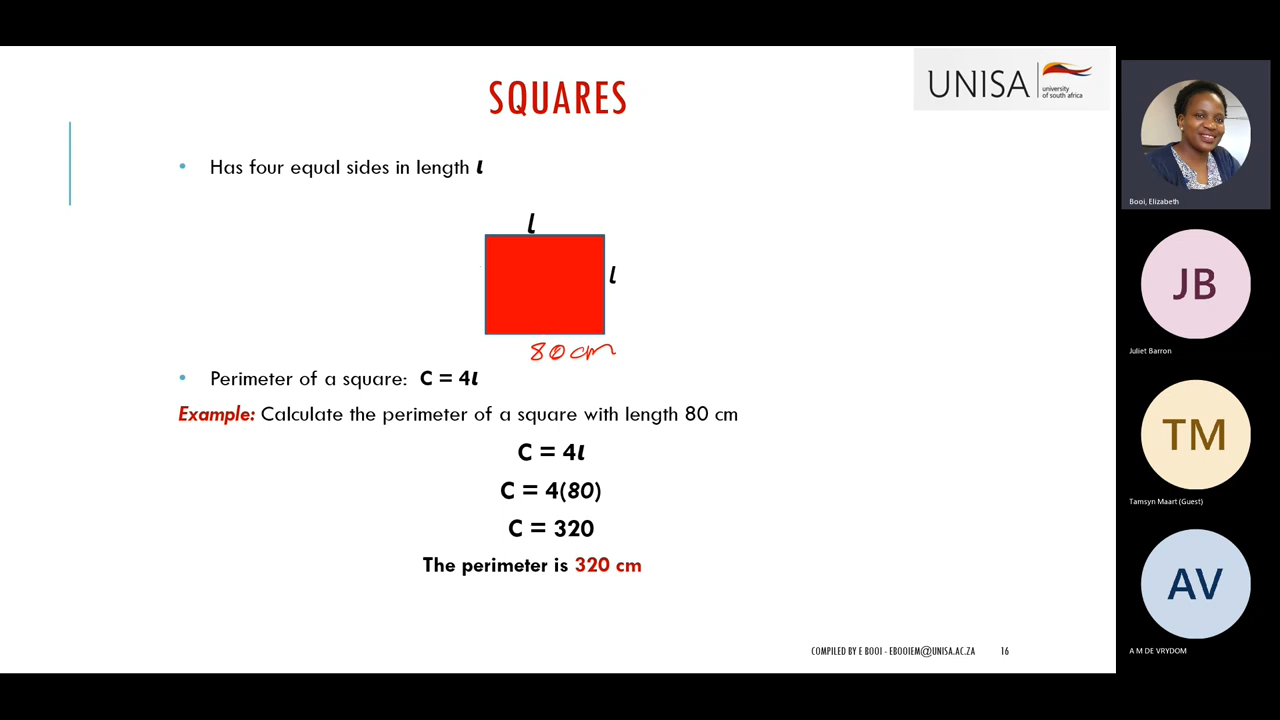 SQUARES
UNISA
university
of south africa
• Has four equal sides in length l
l
l
80 cm
• Perimeter of a square: C = 4l
Example: Calculate the perimeter of a square with length 80 cm
C = 4l
C = 4(80)
C = 320
The perimeter is 320 cm
COMPILED BY E BOOI - EBOOIEM@UNISA.AC.ZA 16
Booi, Elizabeth
JB
Juliet Barron
TM
Tamsyn Maart (Guest)
AV
A M DE VRYDOM